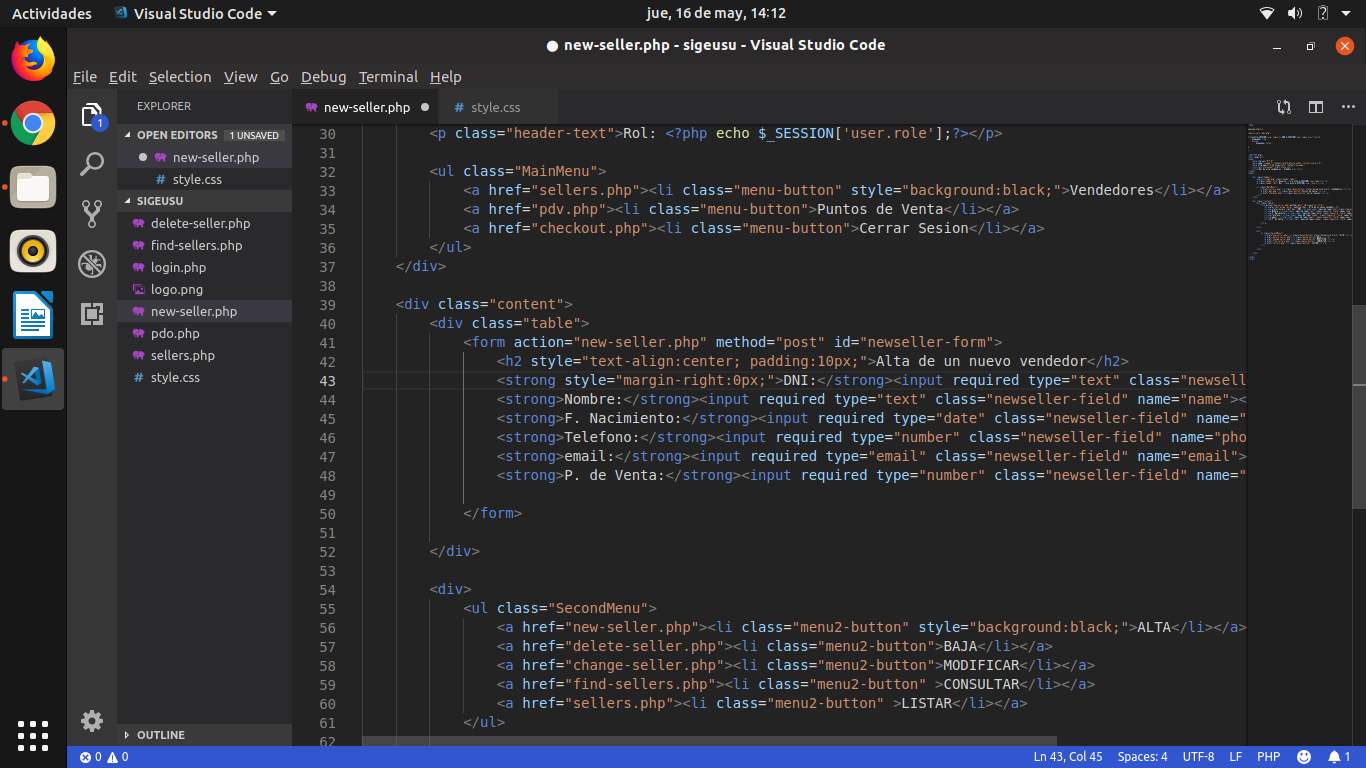 Actividades
Visual Studio Code
jue, 16 de may, 14:12
new-seller.php - sigeusu - Visual Studio Code
File Edit Selection View Go Debug Terminal Help
EXPLORER
OPEN EDITORS 1 UNSAVED
new-seller.php
style.css
SIGEUSU
delete-seller.php
find-sellers.php
login.php
logo.png
new-seller.php
pdo.php
sellers.php
style.css
OUTLINE
1
new-seller.php
# style.css
30 <p class="header-text">Rol: <?php echo $_SESSION['user.role'];?></p>
31
32 <ul class="MainMenu">
33 <a href="sellers.php"><li class="menu-button" style="background:black;">Vendedores</li></a>
34 <a href="pdv.php"><li class="menu-button">Puntos de Venta</li></a>
35 <a href="checkout.php"><li class="menu-button">Cerrar Sesion</li></a>
36 </ul>
37 </div>
38
39 <div class="content">
40 <div class="table">
41 <form action="new-seller.php" method="post" id="newseller-form">
42 <h2 style="text-align:center; padding:10px;">Alta de un nuevo vendedor</h2>
43 <strong style="margin-right:0px;">DNI:</strong><input required type="text" class="newsell
44 <strong>Nombre:</strong><input required type="text" class="newseller-field" name="name"><
45 <strong>F. Nacimiento:</strong><input required type="date" class="newseller-field" name="
46 <strong>Telefono:</strong><input required type="number" class="newseller-field" name="pho
47 <strong>email:</strong><input required type="email" class="newseller-field" name="email">
48 <strong>P. de Venta:</strong><input required type="number" class="newseller-field" name="
49
50 </form>
51
52 </div>
53
54 <div>
55 <ul class="SecondMenu">
56 <a href="new-seller.php"><li class="menu2-button" style="background:black;">ALTA</li></a>
57 <a href="delete-seller.php"><li class="menu2-button">BAJA</li></a>
58 <a href="change-seller.php"><li class="menu2-button">MODIFICAR</li></a>
59 <a href="find-sellers.php"><li class="menu2-button" >CONSULTAR</li></a>
60 <a href="sellers.php"><li class="menu2-button" >LISTAR</li></a>
61 </ul>
62
0 0 Ln 43, Col 45 Spaces: 4 UTF-8 LF PHP 1